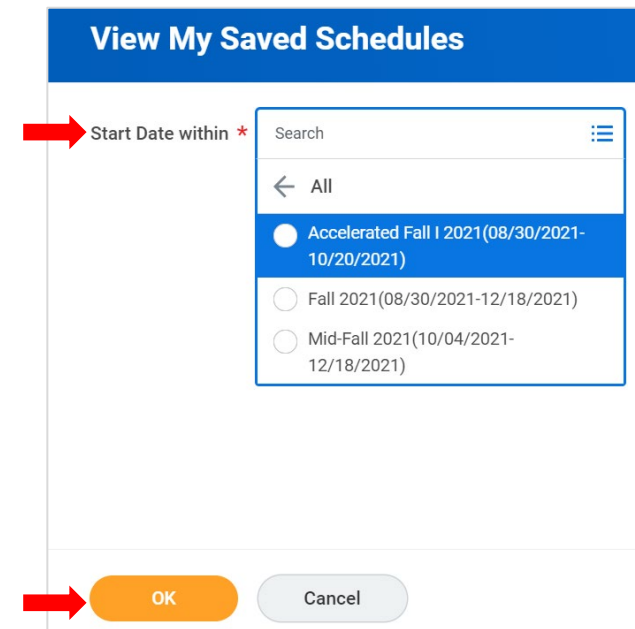 View My Saved Schedules
Start Date within *
Search
All
Accelerated Fall I 2021(08/30/2021-
10/20/2021)
Fall 2021(08/30/2021-12/18/2021)
Mid-Fall 2021(10/04/2021-
12/18/2021)
OK
Cancel